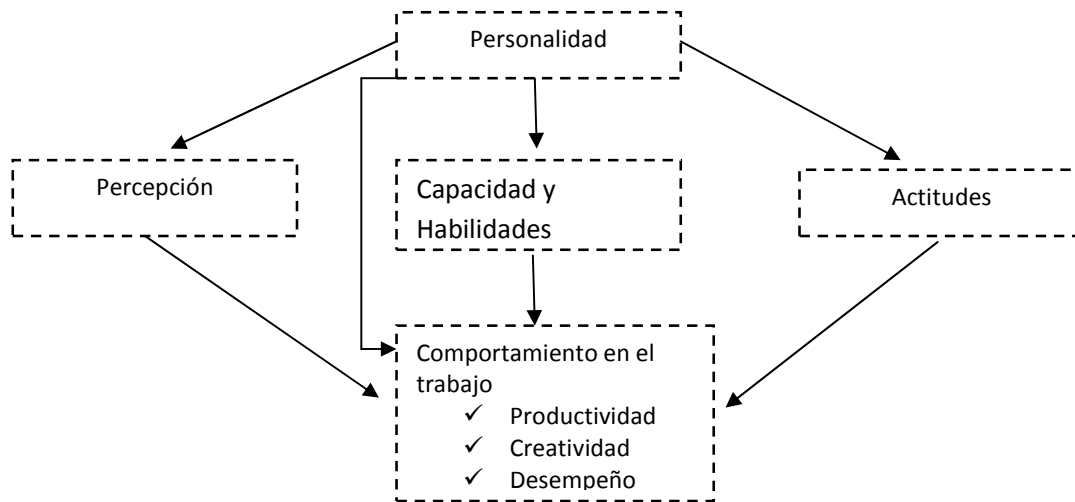 Personalidad
Percepción
Capacidad y
Habilidades
Actitudes
Comportamiento en el
trabajo
✓ Productividad
✓ Creatividad
✓ Desempeño